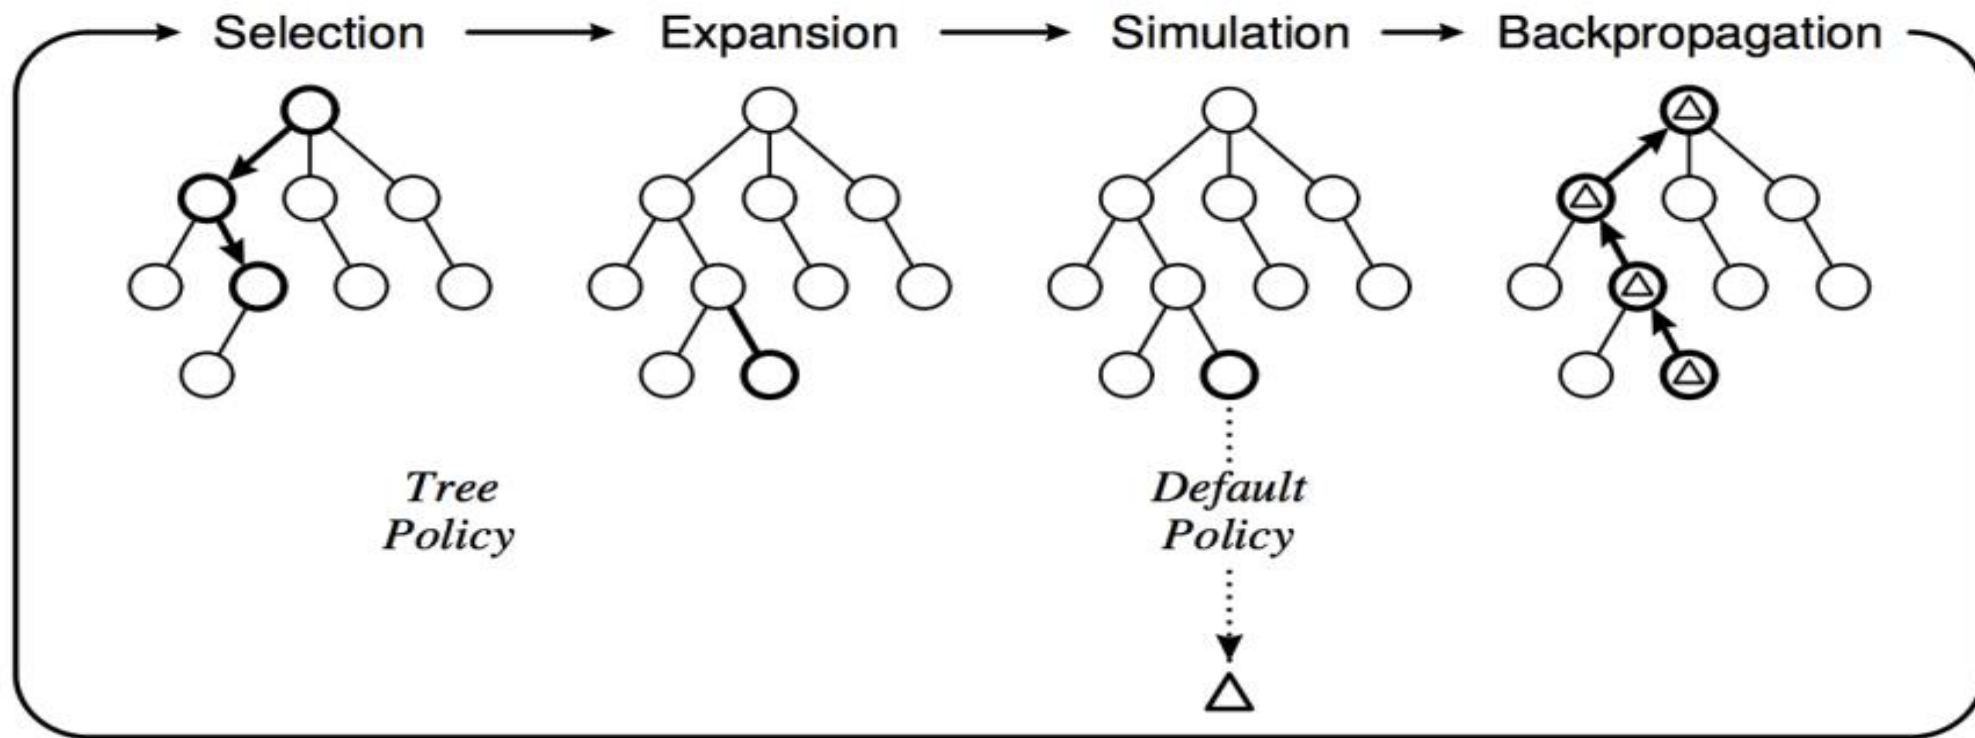 Selection
Expansion
Simulation
Backpropagation
Tree
Policy
Default
Policy